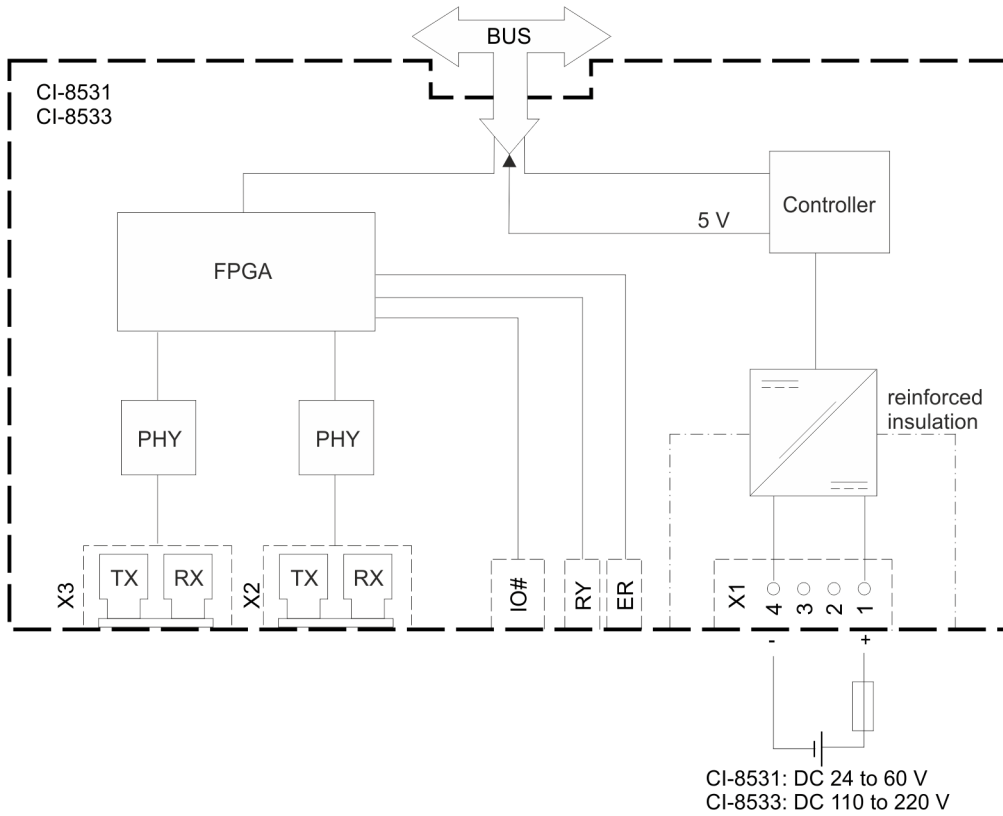 BUS
CI-8531
CI-8533
Controller
5 V
FPGA
reinforced
insulation
PHY
PHY
X3
TX
RX
X2
TX
RX
IO#
RY
ER
X1
4
3
2
1
-
+
CI-8531: DC 24 to 60 V
CI-8533: DC 110 to 220 V